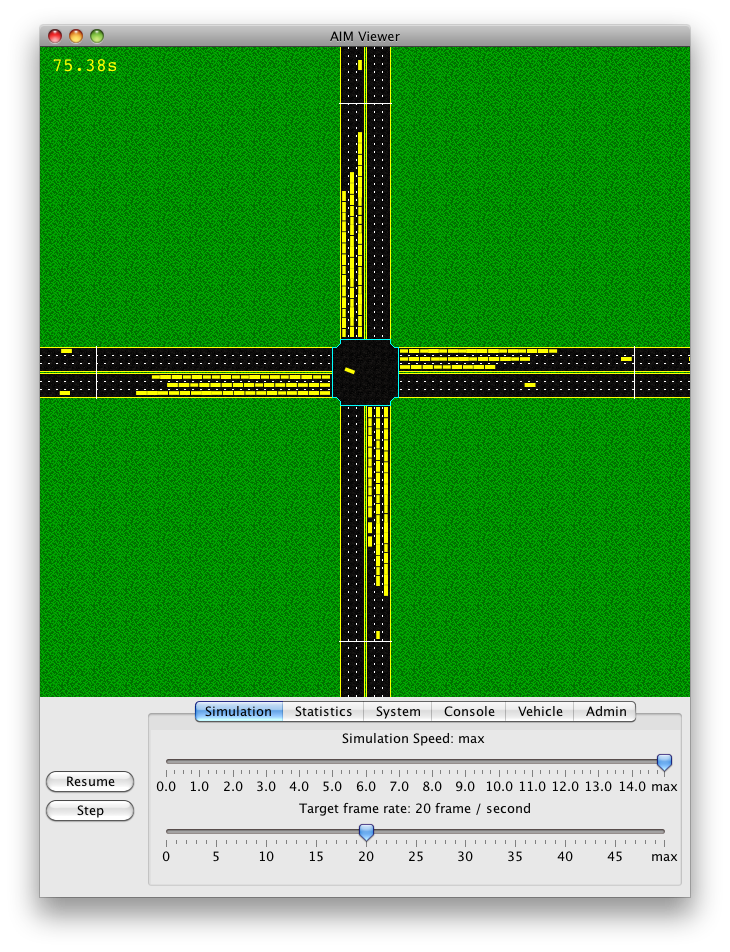 AIM Viewer
75.38s
Simulation Statistics System Console Vehicle Admin
Simulation Speed: max
Resume
0.0 1.0 2.0 3.0 4.0 5.0 6.0 7.0 8.0 9.0 10.0 11.0 12.0 13.0 14.0 max
Step
Target frame rate: 20 frame / second
0 5 10 15 20 25 30 35 40 45 max